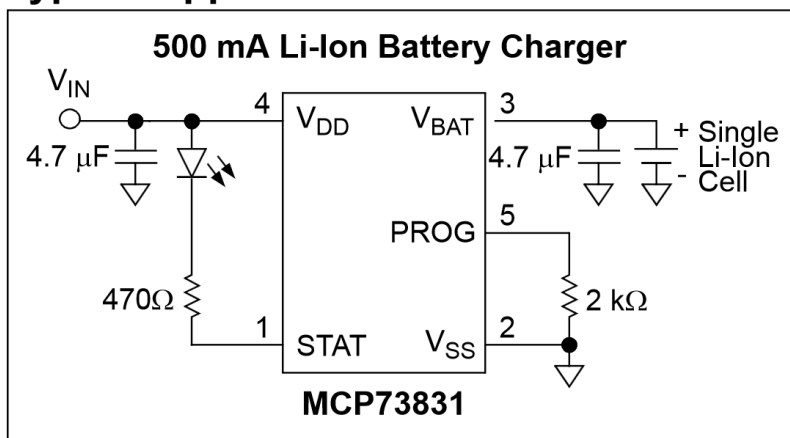 500 mA Li-Ion Battery Charger
VIN
4
VDD
VBAT
3
4.7 μF
4.7 μF
+ Single
Li-Ion
- Cell
PROG
5
470Ω
2 kΩ
1
STAT
VSS
2
MCP73831